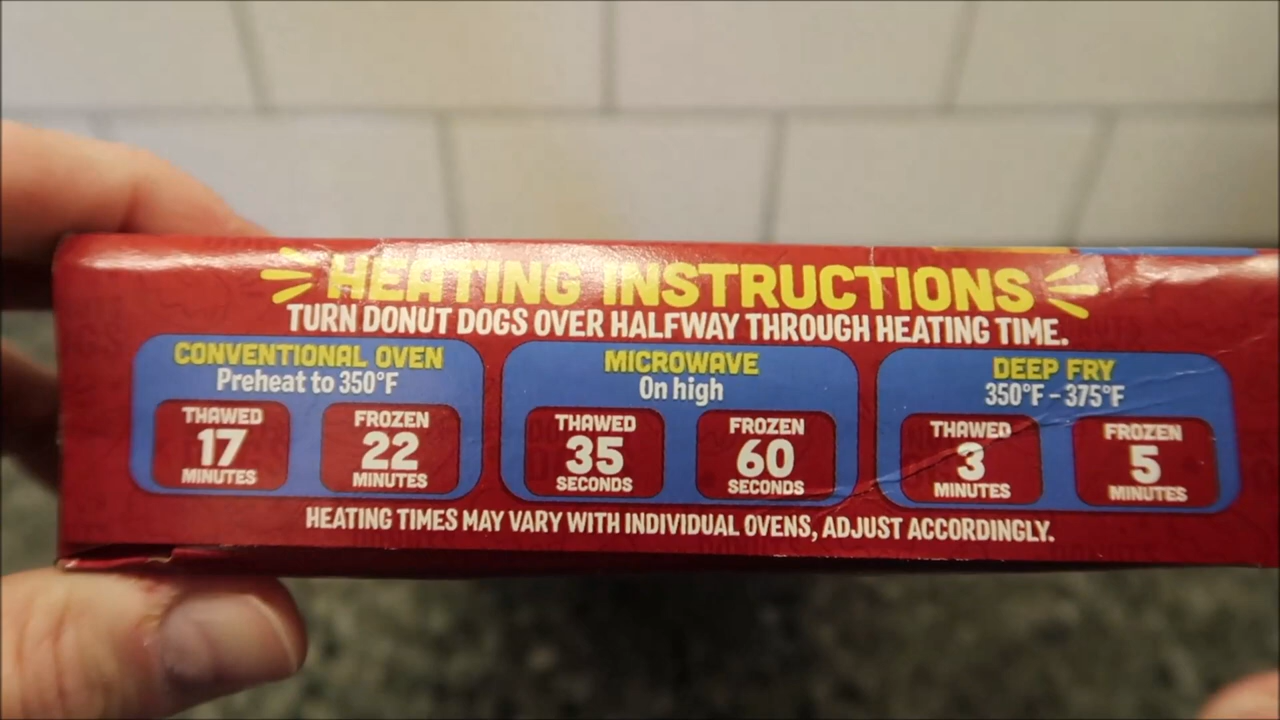 HEATING INSTRUCTIONS
TURN DONUT DOGS OVER HALFWAY THROUGH HEATING TIME.
CONVENTIONAL OVEN
Preheat to 350°F
THAWED
17
MINUTES
FROZEN
22
MINUTES
MICROWAVE
On high
THAWED
35
SECONDS
FROZEN
60
SECONDS
DEEP FRY
350°F - 375°F
THAWED
3
MINUTES
FROZEN
5
MINUTES
HEATING TIMES MAY VARY WITH INDIVIDUAL OVENS, ADJUST ACCORDINGLY.